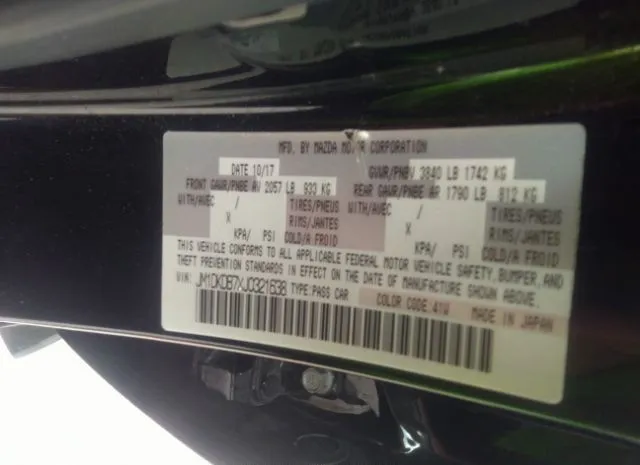 MFD. BY MAZDA MOTOR CORPORATION
DATE 10/17 GVWR/PNBV 3840 LB 1742 KG
FRONT GAWR/PNBE AV 2057 LB 933 KG REAR GAWR/PNBE AR 1790 LB 812 KG
WITH/AVEC / TIRES/PNEUS WITH/AVEC / TIRES/PNEUS
X RIMS/JANTES X RIMS/JANTES
KPA/ PSI COLD/A FROID KPA/ PSI COLD/A FROID
THIS VEHICLE CONFORMS TO ALL APPLICABLE FEDERAL MOTOR VEHICLE SAFETY, BUMPER, AND
THEFT PREVENTION STANDARDS IN EFFECT ON THE DATE OF MANUFACTURE SHOWN ABOVE.
VIN: JM1DKDB7XJ0321638 TYPE: PASS CAR COLOR CODE: 41W MADE IN JAPAN